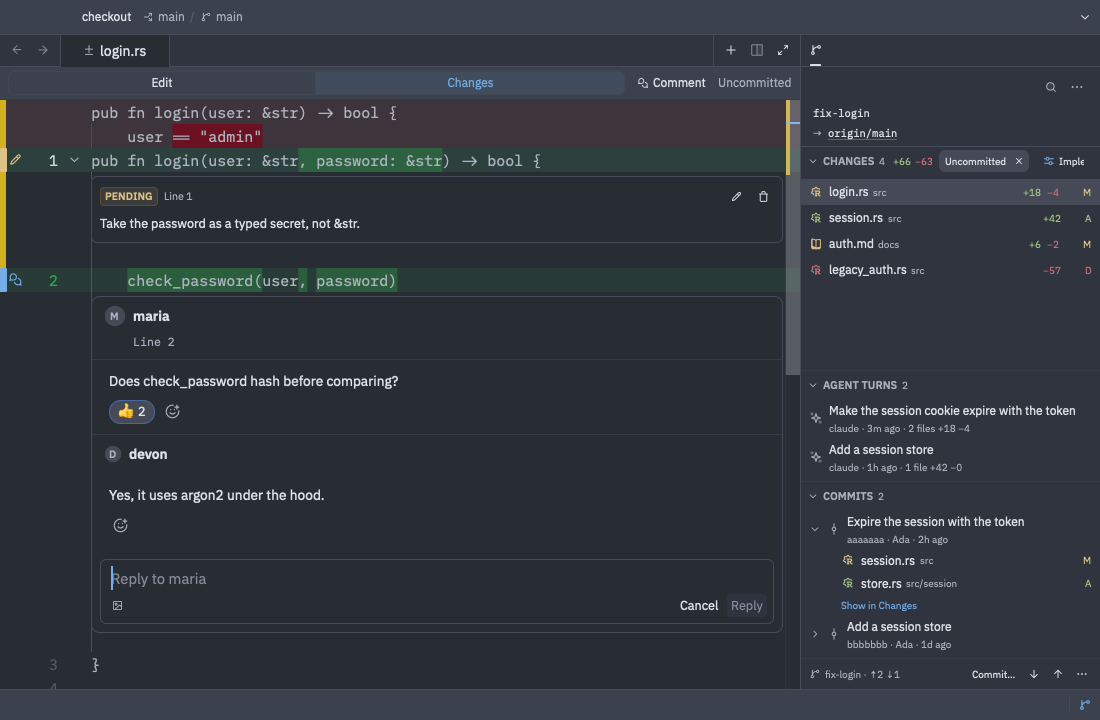 checkout main / main
login.rs
Edit Changes Comment Uncommitted
pub fn login(user: &str) -> bool {
user == "admin"
1 pub fn login(user: &str, password: &str) -> bool {
PENDING Line 1
Take the password as a typed secret, not &str.
2 check_password(user, password)
M maria
Line 2
Does check_password hash before comparing?
👍 2
D devon
Yes, it uses argon2 under the hood.
Reply to maria
Cancel Reply
3 }
fix-login
→ origin/main
CHANGES 4 +66 −63 Uncommitted × Imple
login.rs src +18 −4 M
session.rs src +42 A
auth.md docs +6 −2 M
legacy_auth.rs src −57 D
AGENT TURNS 2
Make the session cookie expire with the token
claude · 3m ago · 2 files +18 −4
Add a session store
claude · 1h ago · 1 file +42 −0
COMMITS 2
Expire the session with the token
aaaaaaa · Ada · 2h ago
session.rs src M
store.rs src/session A
Show in Changes
Add a session store
bbbbbbb · Ada · 1d ago
fix-login · ↑2 ↓1 Commit... ↓ ↑ ···